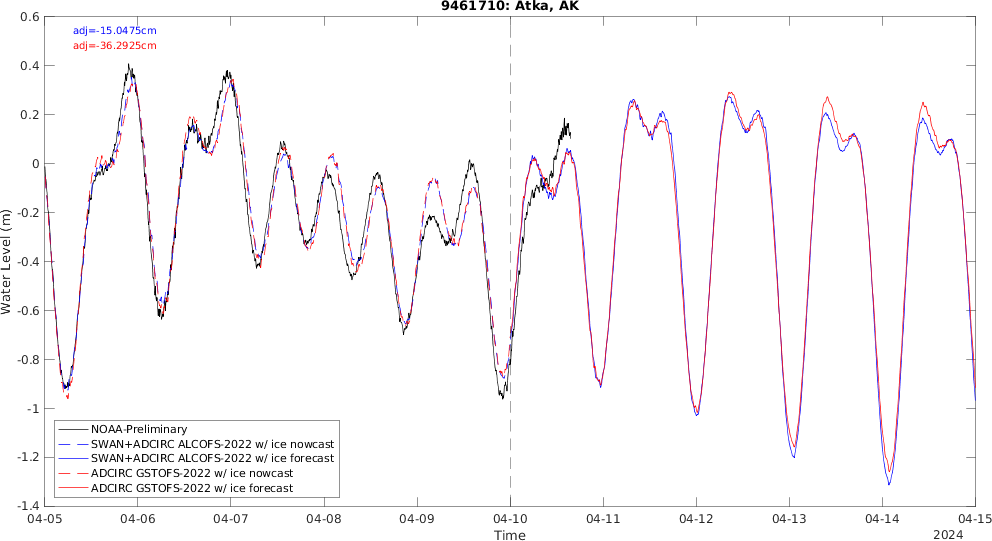 9461710: Atka, AK
adj=-15.0475cm
adj=-36.2925cm
Water Level (m)
0.6
0.4
0.2
0
-0.2
-0.4
-0.6
-0.8
-1
-1.2
-1.4
NOAA-Preliminary
SWAN+ADCIRC ALCOFS-2022 w/ ice nowcast
SWAN+ADCIRC ALCOFS-2022 w/ ice forecast
ADCIRC GSTOFS-2022 w/ ice nowcast
ADCIRC GSTOFS-2022 w/ ice forecast
04-05 04-06 04-07 04-08 04-09 04-10 04-11 04-12 04-13 04-14 04-15
Time
2024